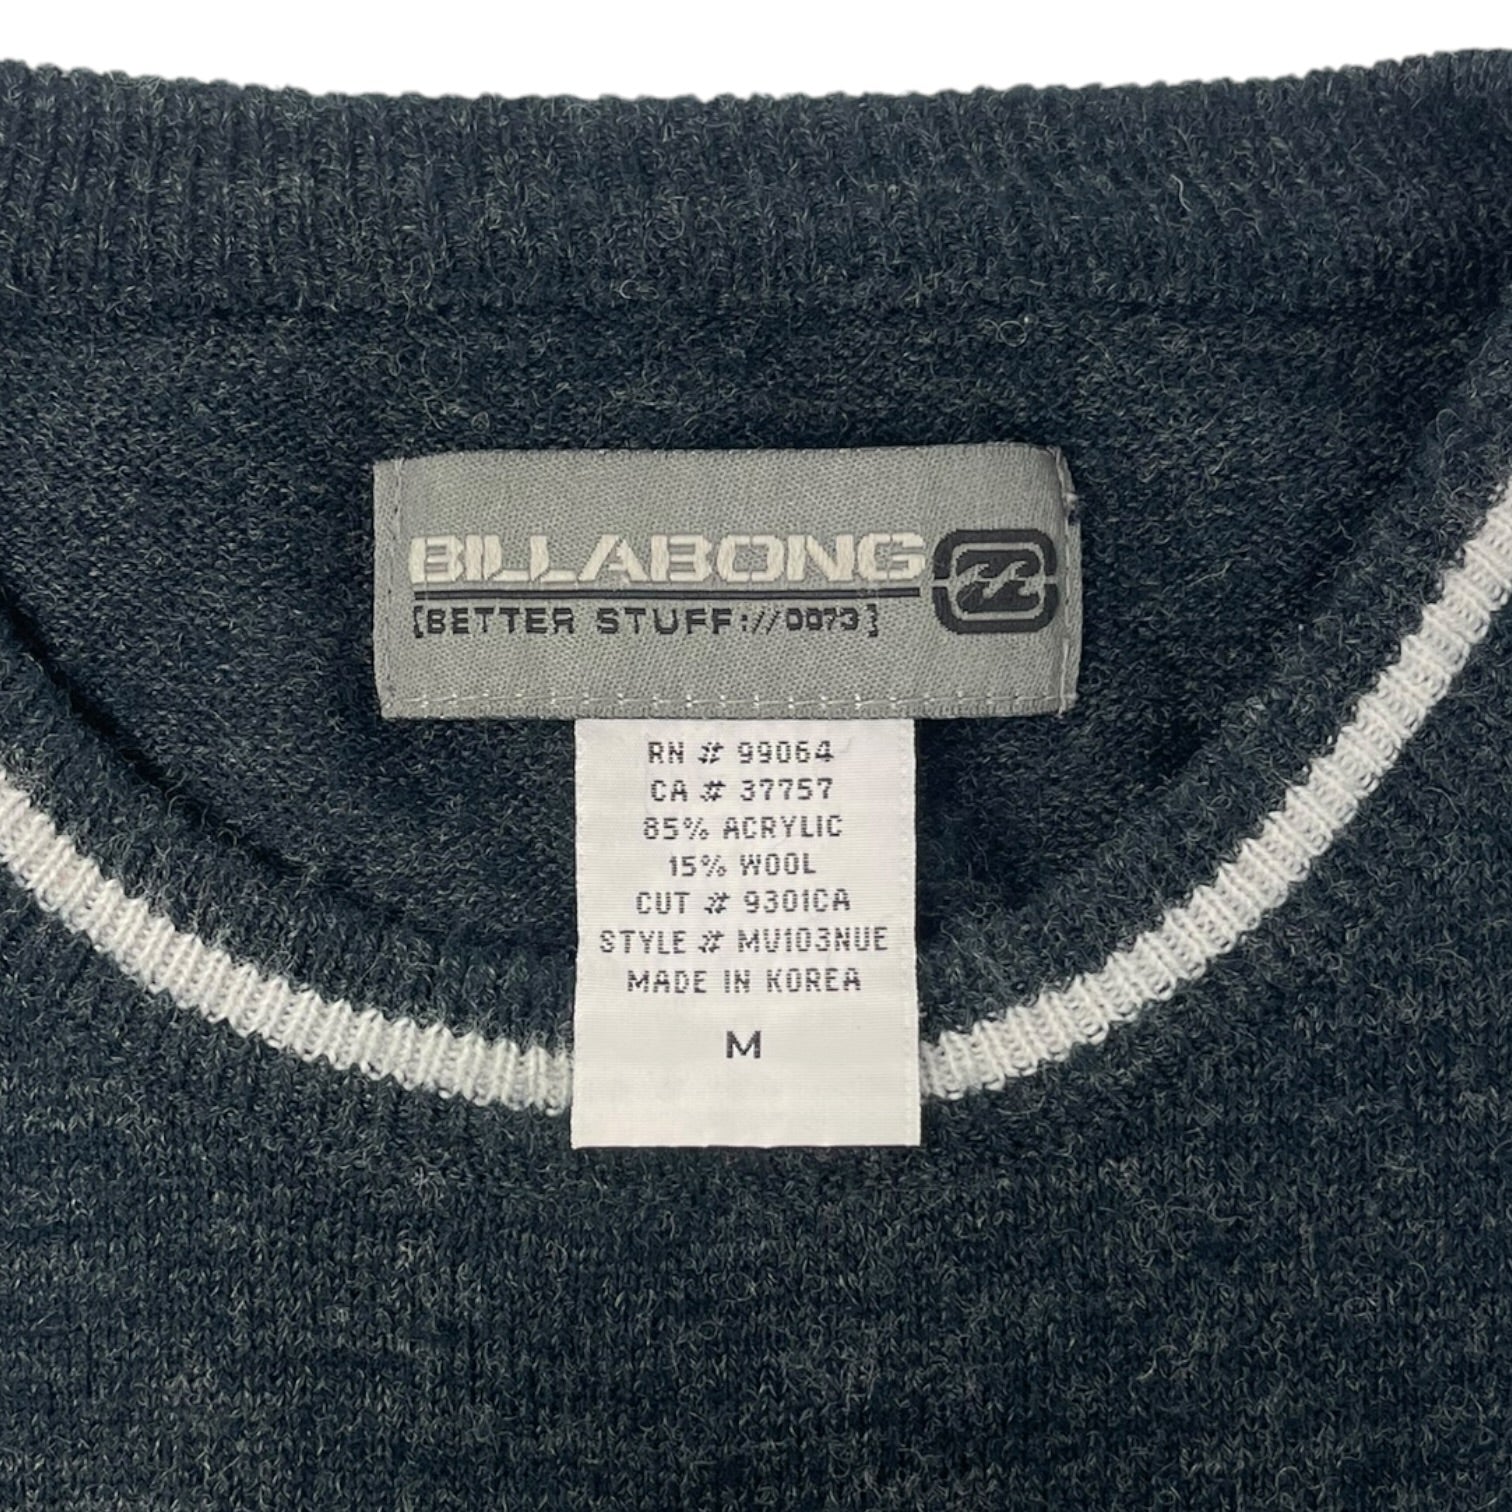 BILLABONG
[BETTER STUFF://0073]
RN # 99064
CA # 37757
85% ACRYLIC
15% WOOL
CUT # 9301CA
STYLE # MV103NUE
MADE IN KOREA
M